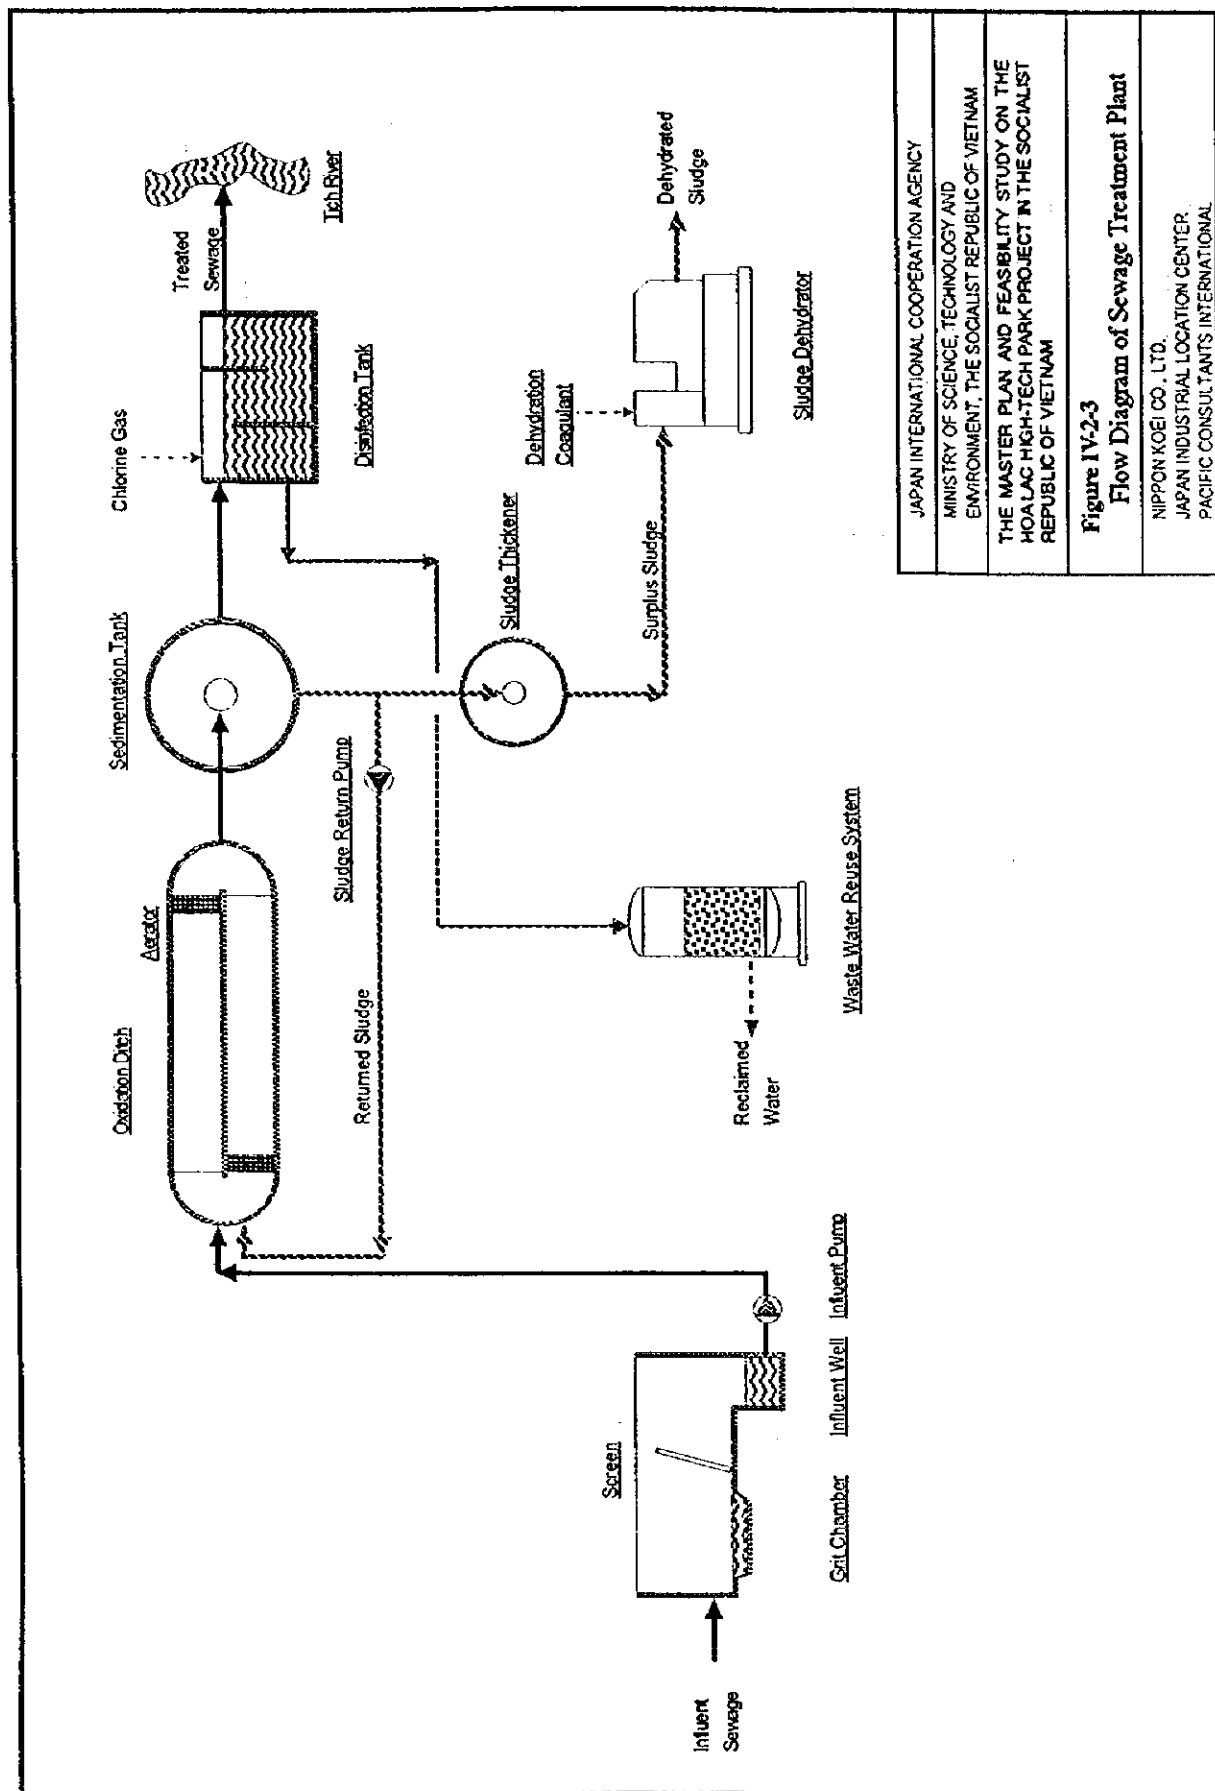 Influent
Sewage
Screen
Grit Chamber
Influent Well
Influent Pump
Oxidation Ditch
Aerator
Returned Sludge
Sludge Return Pump
Sedimentation Tank
Chlorine Gas
Disinfection Tank
Treated
Sewage
Tich River
Sludge Thickener
Surplus Sludge
Dehydration
Coagulant
Sludge Dehydrator
Dehydrated
Sludge
Reclaimed
Water
Waste Water Reuse System
JAPAN INTERNATIONAL COOPERATION AGENCY
MINISTRY OF SCIENCE, TECHNOLOGY AND
ENVIRONMENT, THE SOCIALIST REPUBLIC OF VIETNAM
THE MASTER PLAN AND FEASIBILITY STUDY ON THE
HOA LAC HIGH-TECH PARK PROJECT IN THE SOCIALIST
REPUBLIC OF VIETNAM
Figure IV-2-3
Flow Diagram of Sewage Treatment Plant
NIPPON KOEI CO., LTD.
JAPAN INDUSTRIAL LOCATION CENTER
PACIFIC CONSULTANTS INTERNATIONAL